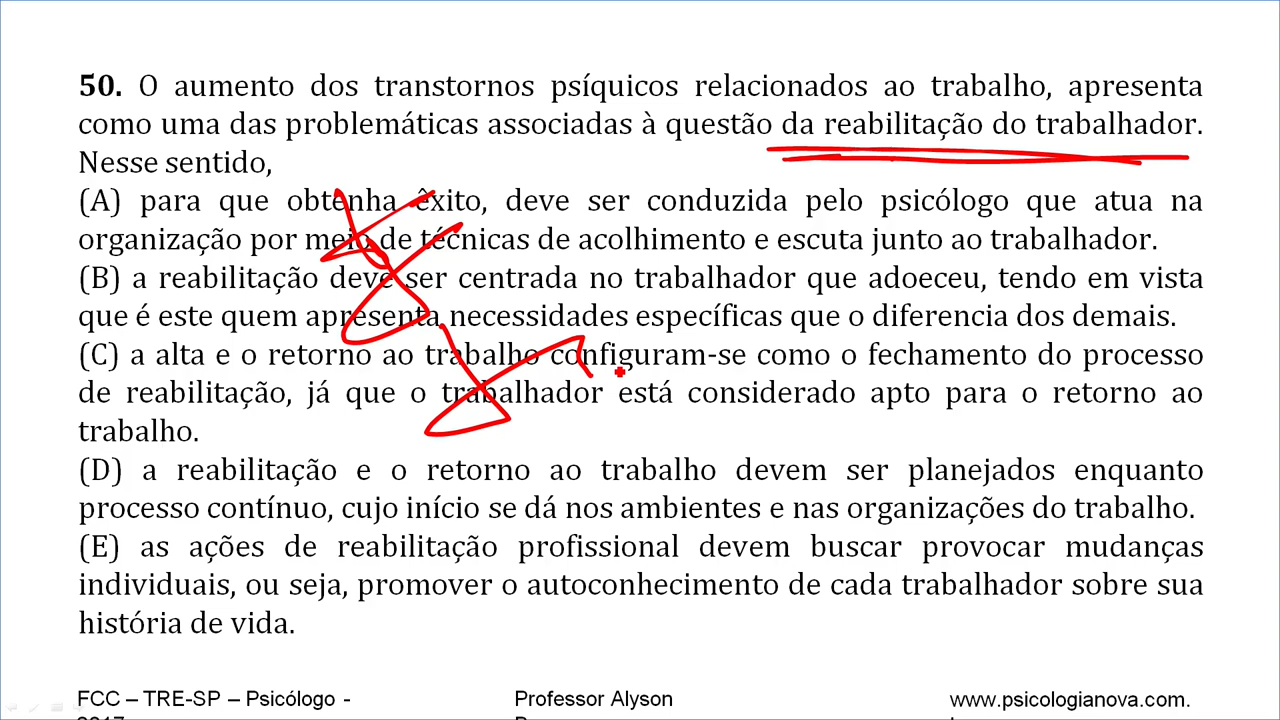 50. O aumento dos transtornos psíquicos relacionados ao trabalho, apresenta
como uma das problemáticas associadas à questão da reabilitação do trabalhador.
Nesse sentido,
(A) para que obtenha êxito, deve ser conduzida pelo psicólogo que atua na
organização por meio de técnicas de acolhimento e escuta junto ao trabalhador.
(B) a reabilitação deve ser centrada no trabalhador que adoeceu, tendo em vista
que é este quem apresenta necessidades específicas que o diferencia dos demais.
(C) a alta e o retorno ao trabalho configuram-se como o fechamento do processo
de reabilitação, já que o trabalhador está considerado apto para o retorno ao
trabalho.
(D) a reabilitação e o retorno ao trabalho devem ser planejados enquanto
processo contínuo, cujo início se dá nos ambientes e nas organizações do trabalho.
(E) as ações de reabilitação profissional devem buscar provocar mudanças
individuais, ou seja, promover o autoconhecimento de cada trabalhador sobre sua
história de vida.
FCC – TRE-SP – Psicólogo -
2017
Professor Alyson
www.psicologianova.com.